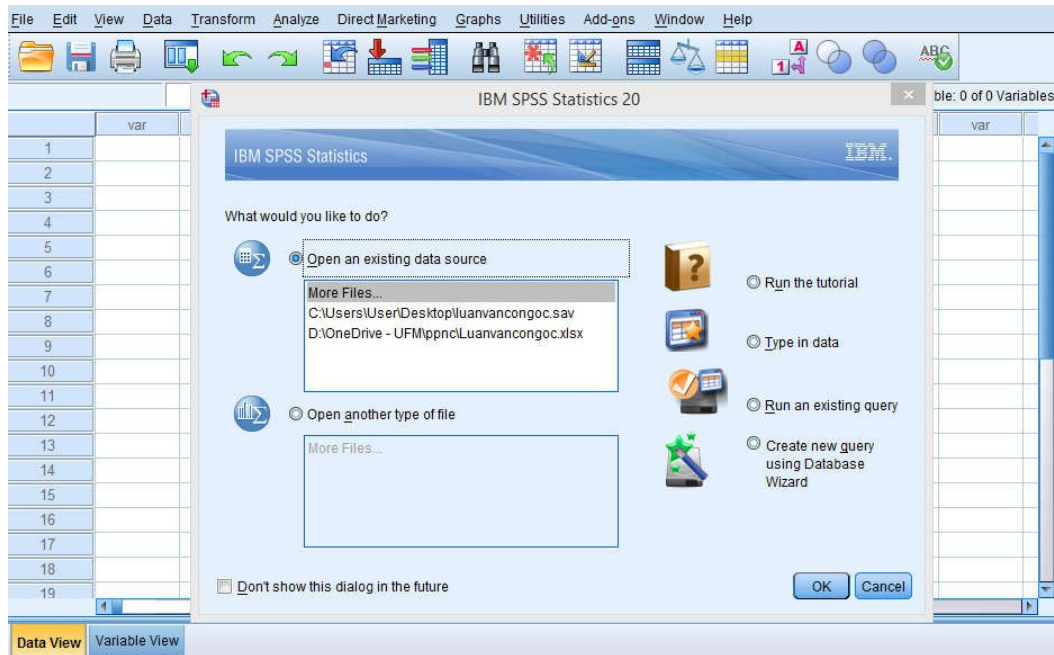 File Edit View Data Transform Analyze Direct Marketing Graphs Utilities Add-ons Window Help
A
1
ABC
IBM SPSS Statistics 20
ble: 0 of 0 Variables
var
var
1
2
3
4
5
6
7
8
9
10
11
12
13
14
15
16
17
18
19
IBM SPSS Statistics
IBM.
What would you like to do?
Open an existing data source
More Files...
C:\Users\User\Desktop\luanvancongoc.sav
D:\OneDrive - UFM\ppnc\Luanvancongoc.xlsx
Open another type of file
More Files...
Run the tutorial
Type in data
Run an existing query
Create new query
using Database
Wizard
Don't show this dialog in the future
OK
Cancel
Data View
Variable View